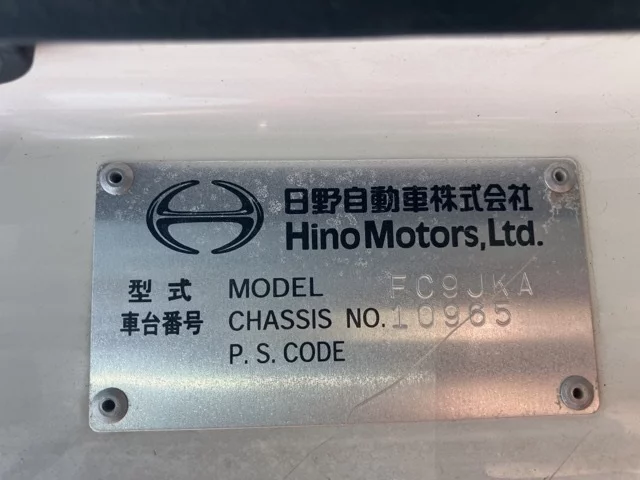 日野自動車株式会社
Hino Motors, Ltd.
型式 MODEL FC9JKA
車台番号 CHASSIS NO. 10965
P. S. CODE